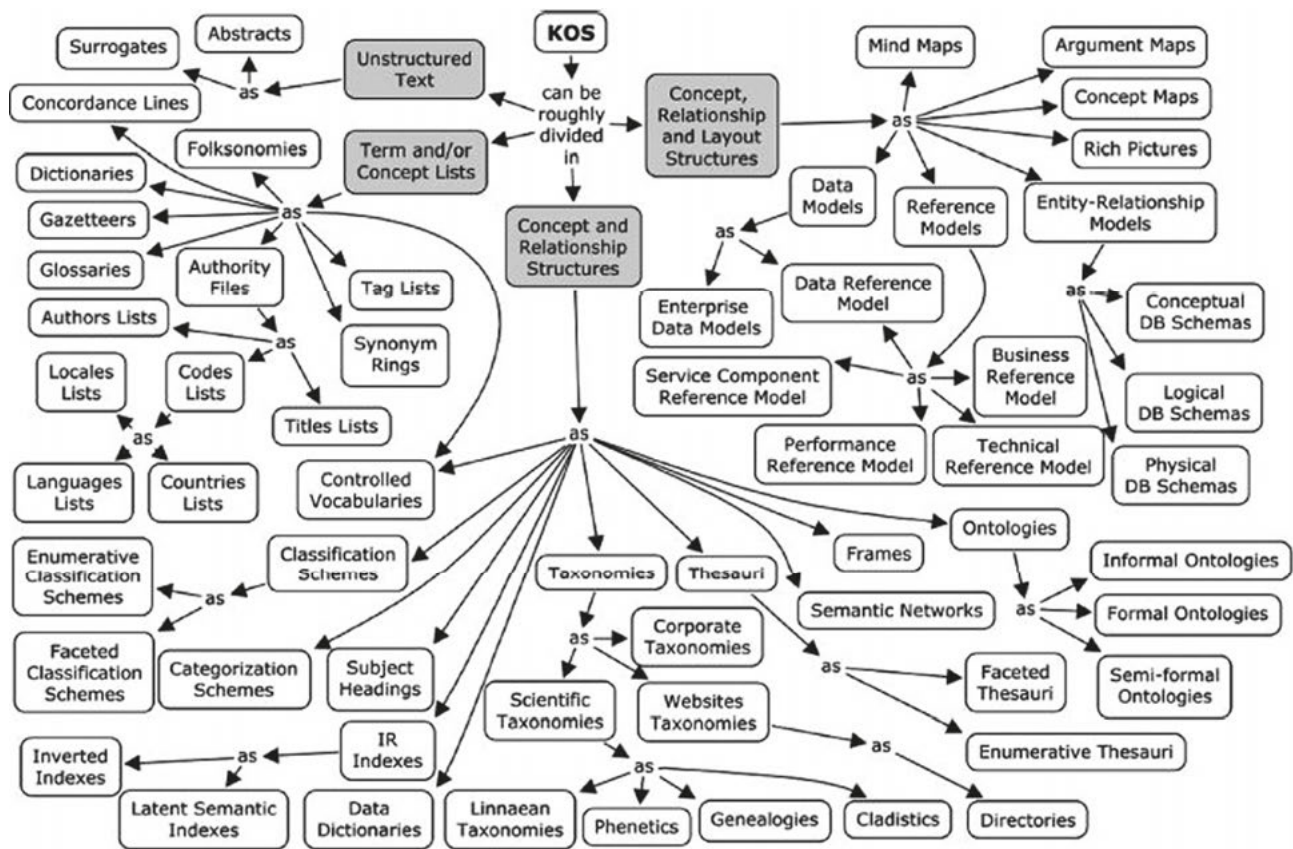 KOS
can be
roughly
divided
in
Unstructured
Text
as
Surrogates
Abstracts
Term and/or
Concept Lists
as
Concordance Lines
Folksonomies
Dictionaries
Gazetteers
Glossaries
Authority
Files
Tag Lists
Synonym
Rings
as
Authors Lists
Codes
Lists
Titles Lists
as
Locales
Lists
Languages
Lists
Countries
Lists
Controlled
Vocabularies
Concept,
Relationship
and Layout
Structures
as
Mind Maps
Argument Maps
Concept Maps
Rich Pictures
Data
Models
Reference
Models
Entity-Relationship
Models
as
Enterprise
Data Models
Data Reference
Model
as
Service Component
Reference Model
Business
Reference
Model
Performance
Reference Model
Technical
Reference Model
as
Conceptual
DB Schemas
Logical
DB Schemas
Physical
DB Schemas
Concept and
Relationship
Structures
as
Classification
Schemes
as
Enumerative
Classification
Schemes
Faceted
Classification
Schemes
Categorization
Schemes
Subject
Headings
IR
Indexes
as
Inverted
Indexes
Latent Semantic
Indexes
Data
Dictionaries
Taxonomies
as
Corporate
Taxonomies
Scientific
Taxonomies
Websites
Taxonomies
as
Linnaean
Taxonomies
Phenetics
Genealogies
Cladistics
as
Directories
Thesauri
as
Faceted
Thesauri
Enumerative Thesauri
Semantic Networks
Frames
Ontologies
as
Informal Ontologies
Formal Ontologies
Semi-formal
Ontologies